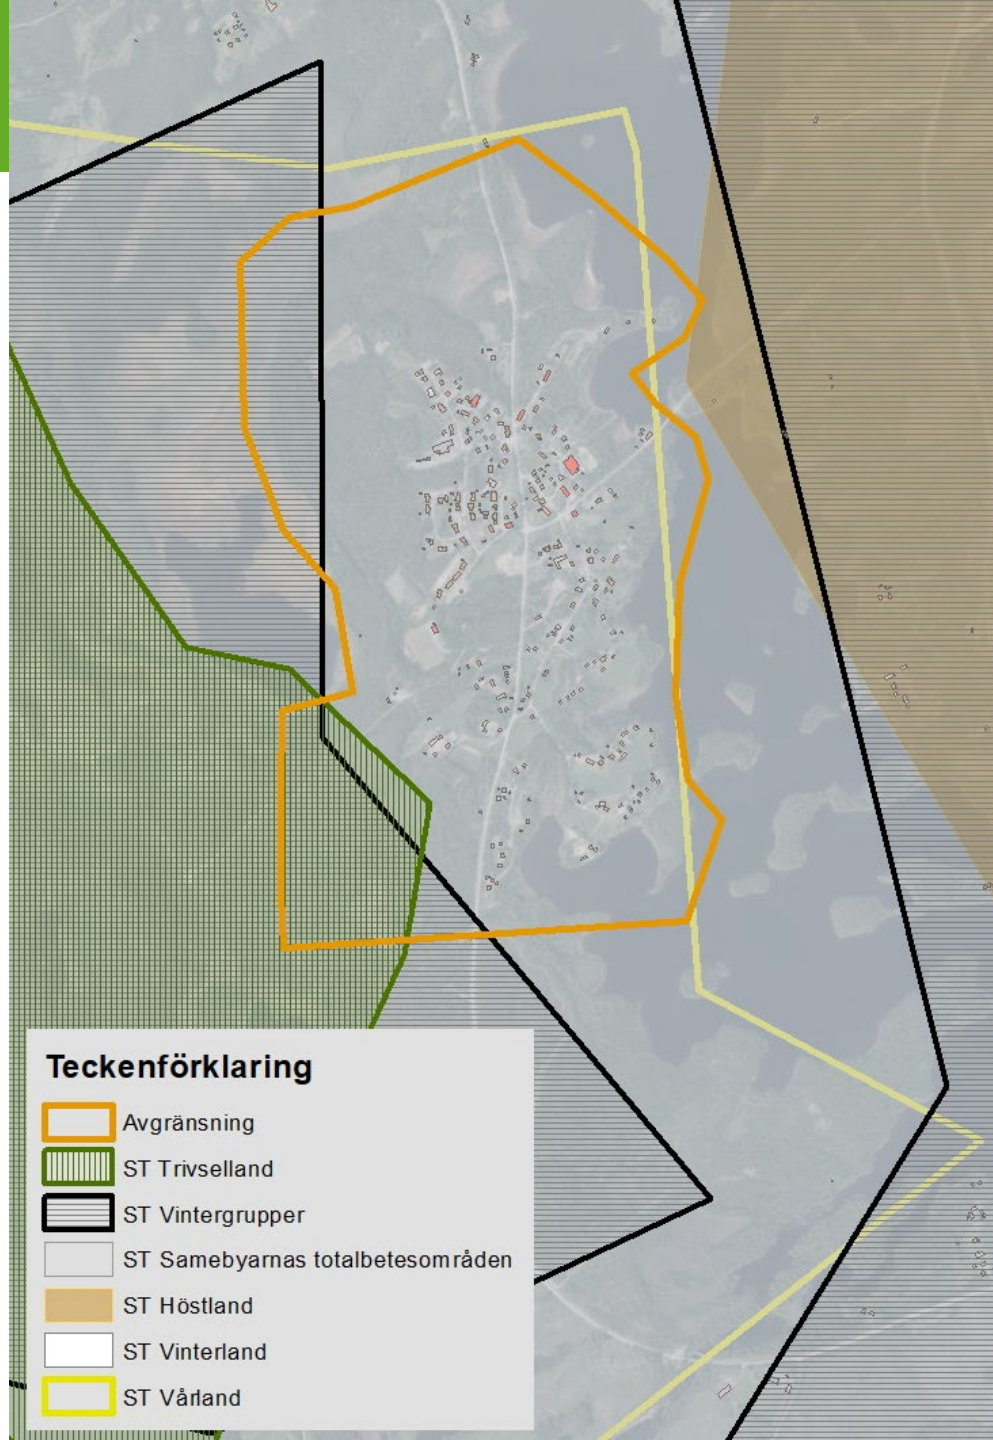 Teckenförklaring
Avgränsning
ST Trivselland
ST Vintergrupper
ST Samebyarnas totalbetesområden
ST Höstland
ST Vinterland
ST Vårland